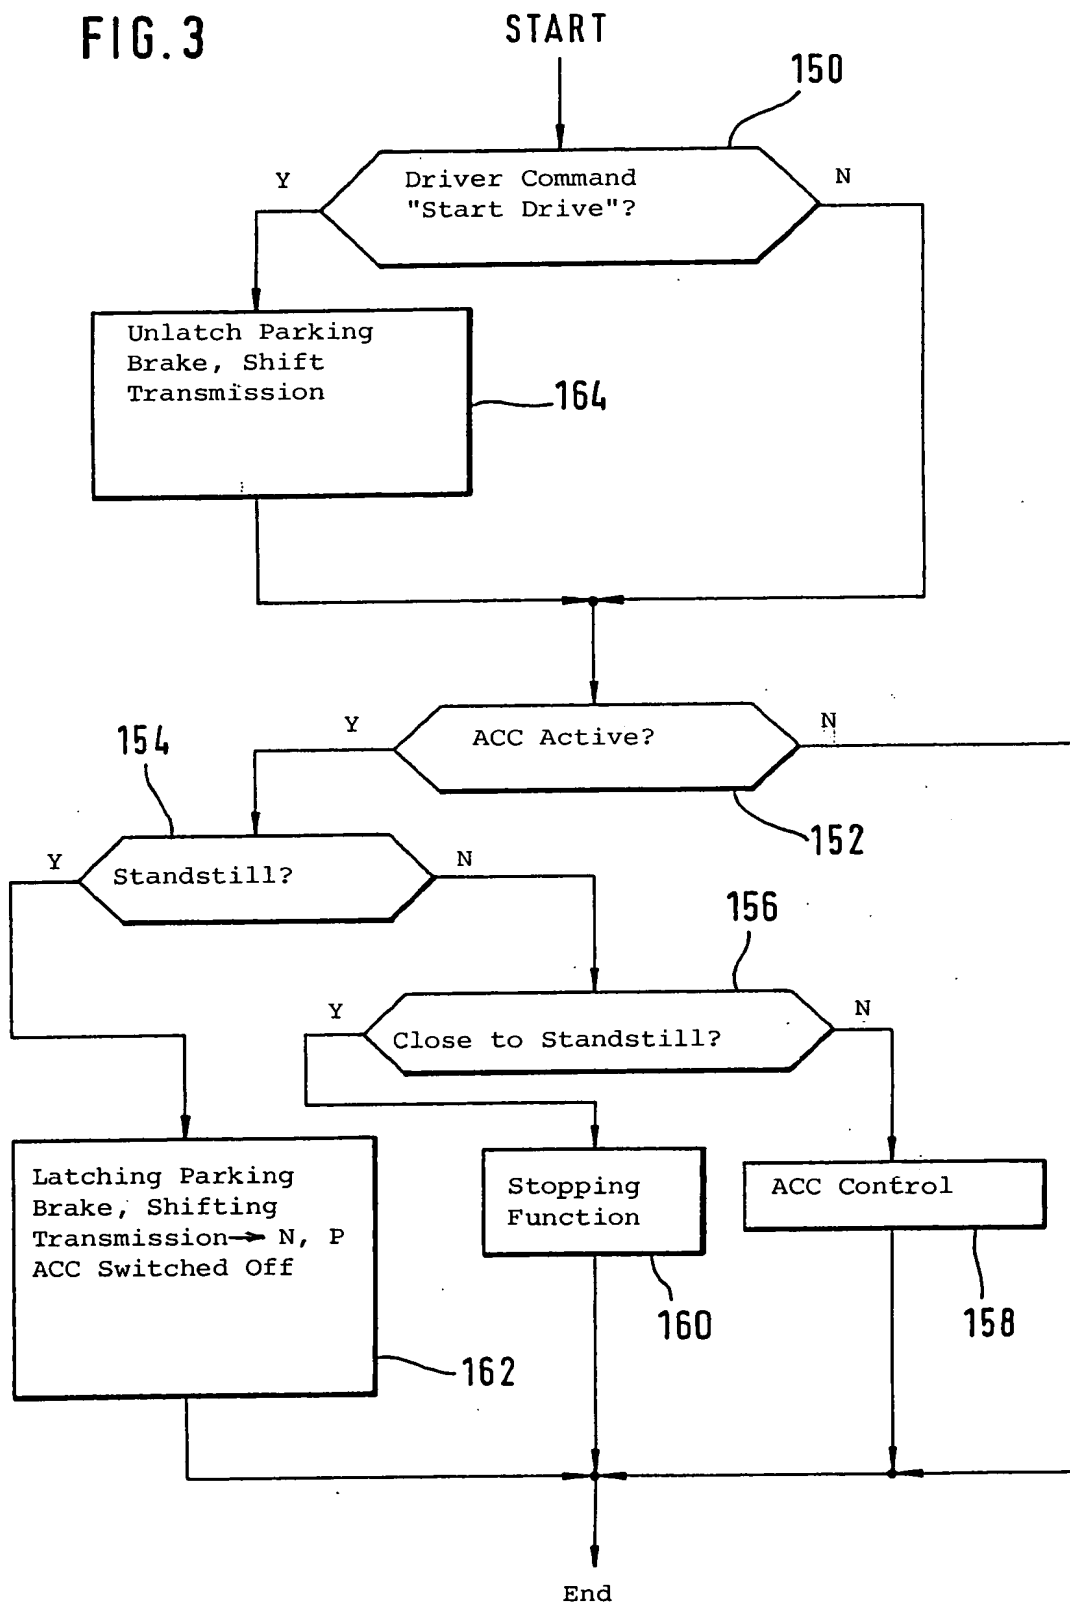 FIG. 3
START
150
Y
Driver Command
"Start Drive"?
N
Unlatch Parking
Brake, Shift
Transmission
164
154
Y
ACC Active?
N
152
Y
Standstill?
N
156
Y
Close to Standstill?
N
Latching Parking
Brake, Shifting
Transmission→ N, P
ACC Switched Off
Stopping
Function
ACC Control
160
158
162
End